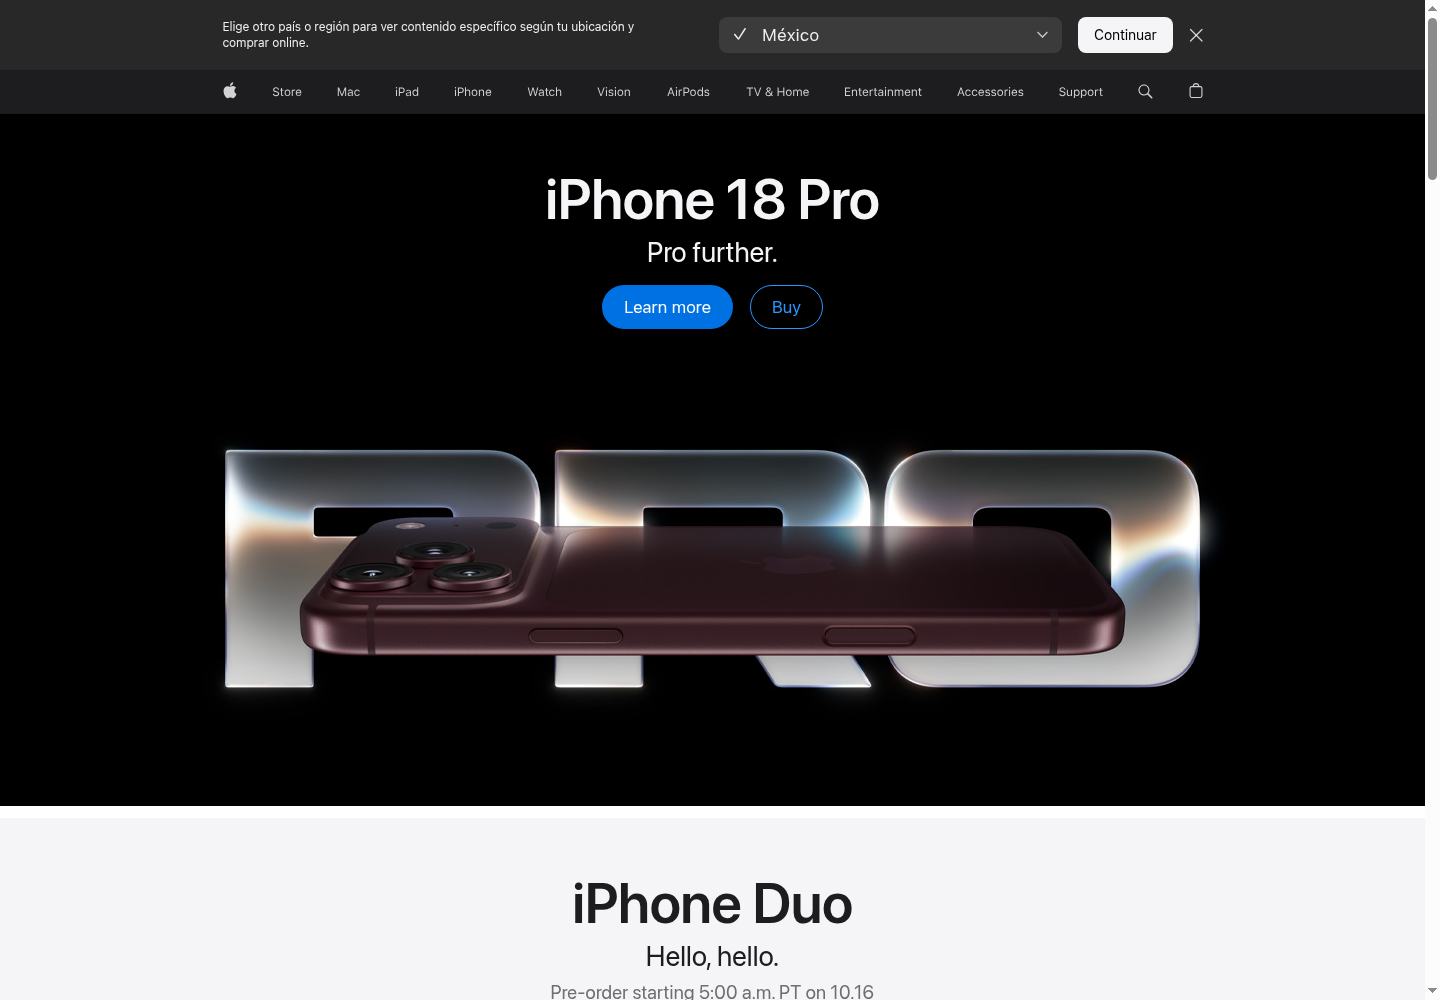 Elige otro país o región para ver contenido específico según tu ubicación y
comprar online.
México
Continuar
Store Mac iPad iPhone Watch Vision AirPods TV & Home Entertainment Accessories Support
iPhone 18 Pro
Pro further.
Learn more Buy
PRO
iPhone Duo
Hello, hello.
Pre-order starting 5:00 a.m. PT on 10.16